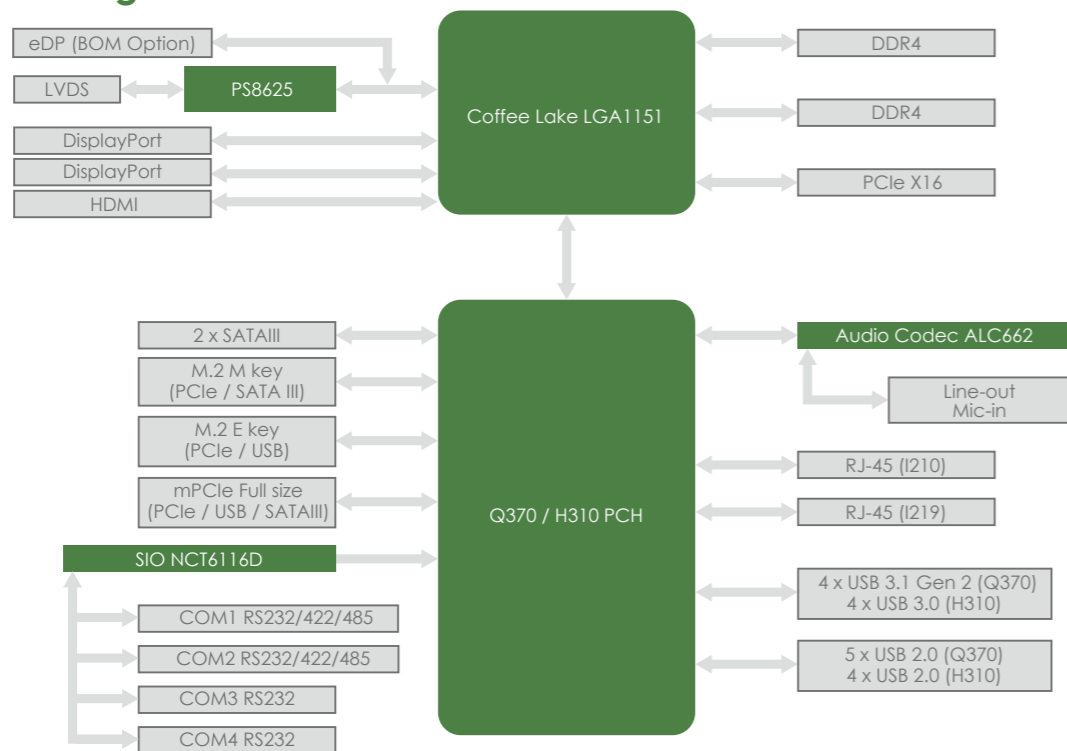 eDP (BOM Option)
LVDS
PS8625
DisplayPort
DisplayPort
HDMI
Coffee Lake LGA1151
DDR4
DDR4
PCIe X16
2 x SATAIII
M.2 M key
(PCIe / SATA III)
M.2 E key
(PCIe / USB)
mPCIe Full size
(PCIe / USB / SATAIII)
SIO NCT6116D
COM1 RS232/422/485
COM2 RS232/422/485
COM3 RS232
COM4 RS232
Q370 / H310 PCH
Audio Codec ALC662
Line-out
Mic-in
RJ-45 (I210)
RJ-45 (I219)
4 x USB 3.1 Gen 2 (Q370)
4 x USB 3.0 (H310)
5 x USB 2.0 (Q370)
4 x USB 2.0 (H310)